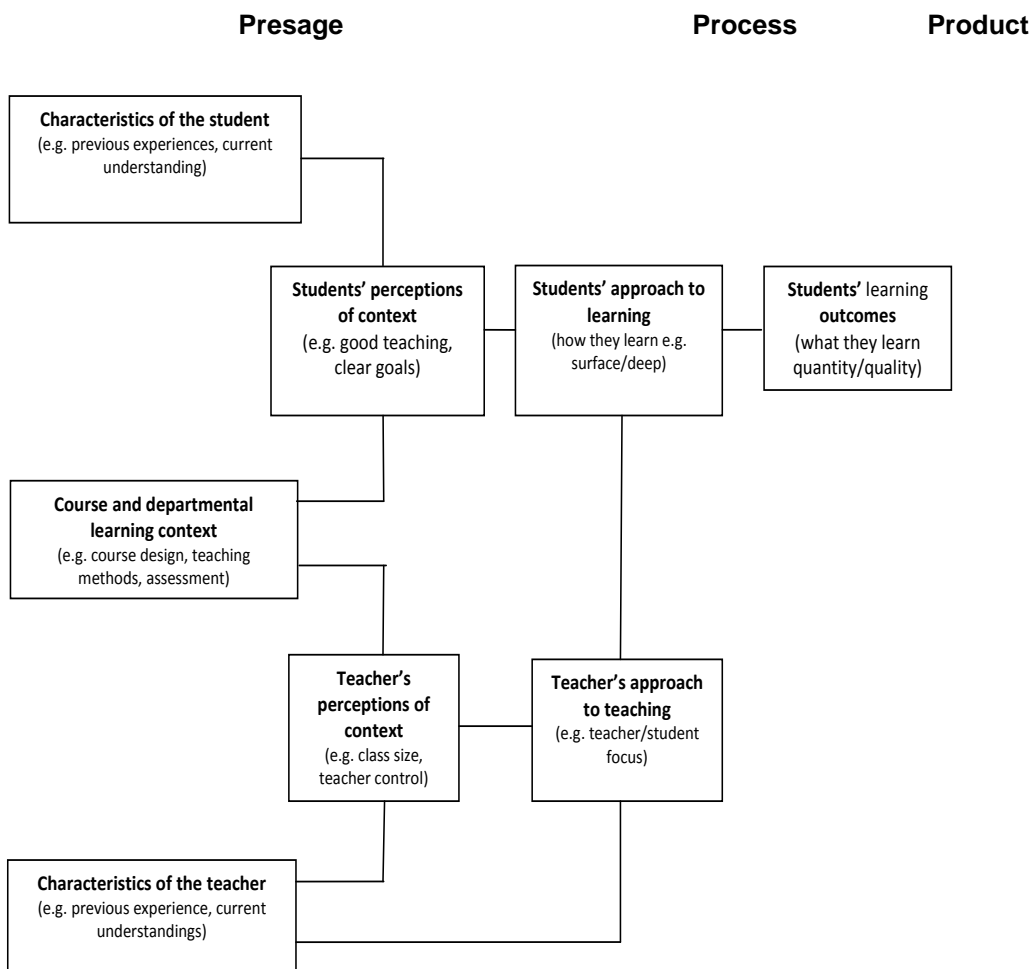 Presage Process Product
Characteristics of the student
(e.g. previous experiences, current
understanding)
Students’ perceptions
of context
(e.g. good teaching,
clear goals)
Students’ approach to
learning
(how they learn e.g.
surface/deep)
Students’ learning
outcomes
(what they learn
quantity/quality)
Course and departmental
learning context
(e.g. course design, teaching
methods, assessment)
Teacher’s
perceptions of
context
(e.g. class size,
teacher control)
Teacher’s approach
to teaching
(e.g. teacher/student
focus)
Characteristics of the teacher
(e.g. previous experience, current
understandings)